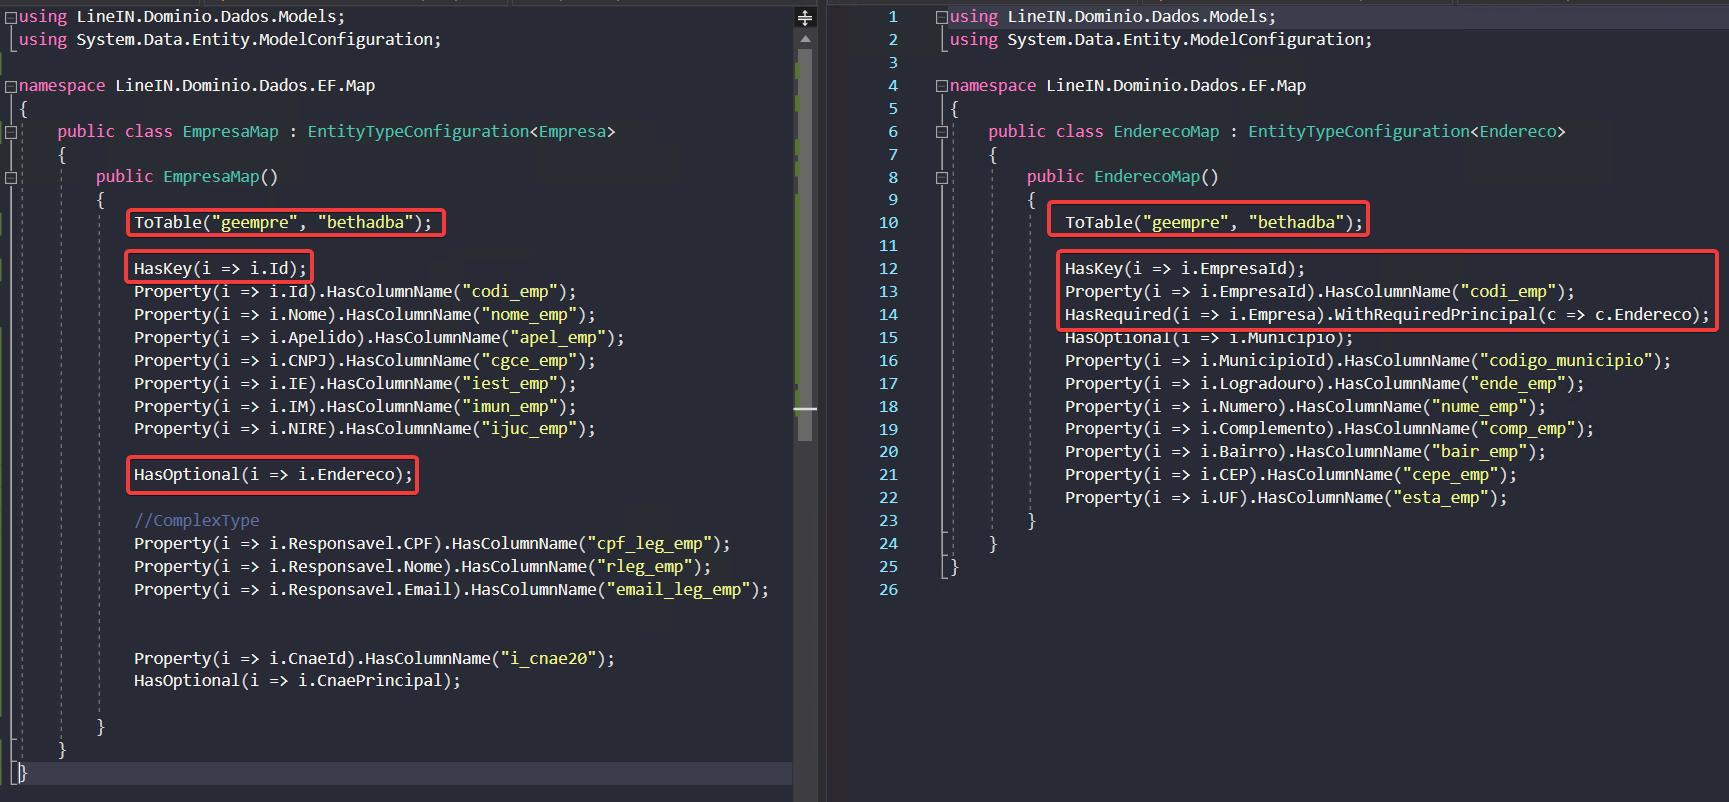 using LineIN.Dominio.Dados.Models;
using System.Data.Entity.ModelConfiguration;
namespace LineIN.Dominio.Dados.EF.Map
{
public class EmpresaMap : EntityTypeConfiguration<Empresa>
{
public EmpresaMap()
{
ToTable("geempre", "bethadba");
HasKey(i => i.Id);
Property(i => i.Id).HasColumnName("codi_emp");
Property(i => i.Nome).HasColumnName("nome_emp");
Property(i => i.Apelido).HasColumnName("apel_emp");
Property(i => i.CNPJ).HasColumnName("cgce_emp");
Property(i => i.IE).HasColumnName("iest_emp");
Property(i => i.IM).HasColumnName("imun_emp");
Property(i => i.NIRE).HasColumnName("ijuc_emp");
HasOptional(i => i.Endereco);
//ComplexType
Property(i => i.Responsavel.CPF).HasColumnName("cpf_leg_emp");
Property(i => i.Responsavel.Nome).HasColumnName("rleg_emp");
Property(i => i.Responsavel.Email).HasColumnName("email_leg_emp");
Property(i => i.CnaeId).HasColumnName("i_cnae20");
HasOptional(i => i.CnaePrincipal);
}
}
}
1 using LineIN.Dominio.Dados.Models;
2 using System.Data.Entity.ModelConfiguration;
3
4 namespace LineIN.Dominio.Dados.EF.Map
5 {
6 public class EnderecoMap : EntityTypeConfiguration<Endereco>
7 {
8 public EnderecoMap()
9 {
10 ToTable("geempre", "bethadba");
11
12 HasKey(i => i.EmpresaId);
13 Property(i => i.EmpresaId).HasColumnName("codi_emp");
14 HasRequired(i => i.Empresa).WithRequiredPrincipal(c => c.Endereco);
15 HasOptional(i => i.Municipio);
16 Property(i => i.MunicipioId).HasColumnName("codigo_municipio");
17 Property(i => i.Logradouro).HasColumnName("ende_emp");
18 Property(i => i.Numero).HasColumnName("nume_emp");
19 Property(i => i.Complemento).HasColumnName("comp_emp");
20 Property(i => i.Bairro).HasColumnName("bair_emp");
21 Property(i => i.CEP).HasColumnName("cepe_emp");
22 Property(i => i.UF).HasColumnName("esta_emp");
23 }
24 }
25 }
26